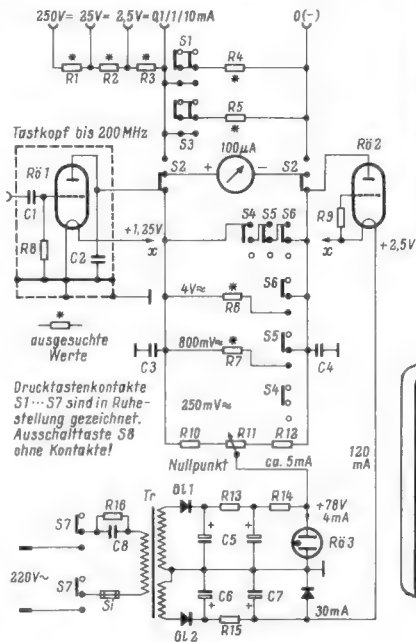 250V= 25V= 2,5V= 0,1/1/10mA 0(-)
S1
* * * R4
R1 R2 R3 *
R5
S3 *
Tastkopf bis 200MHz
100µA
Rö1 S2 + - S2 Rö2
C1 R9
+1,25V S4 S5 S6
R8 C2 x x +2,5V
4V≂ * S6
R6
*
ausgesuchte
Werte
800mV≂ * S5
C3 R7 C4
Drucktastenkontakte
S1···S7 sind in Ruhe-
stellung gezeichnet.
Ausschalttaste S8
ohne Kontakte!
S4
250mV≂
R10 R11 R12
Nullpunkt ca. 5mA
120
mA
R16 Tr Gl1 R13 R14 +78V
4mA
S7 C8 + C5 + Rö3
220V~
S7 C6 C7
Si + + 30mA
Gl2 R15